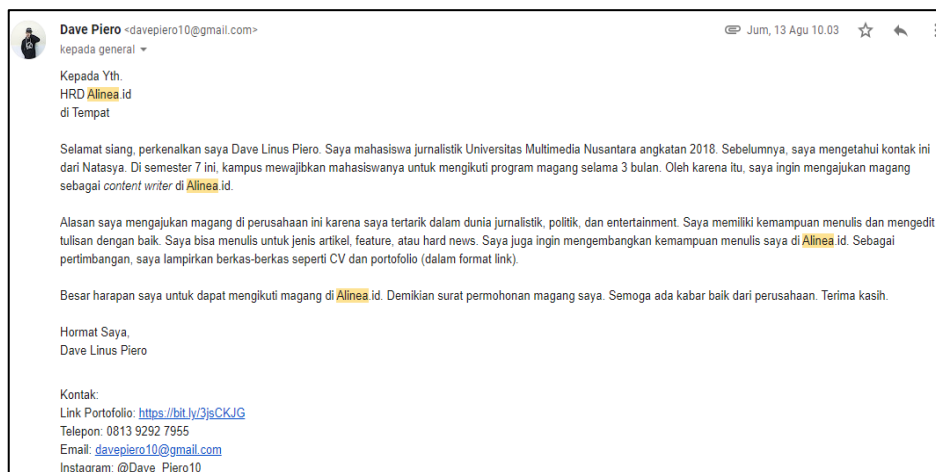 Dave Piero <davepiero10@gmail.com>
Jum, 13 Agu 10.03
kepada general
Kepada Yth.
HRD Alinea.id
di Tempat
Selamat siang, perkenalkan saya Dave Linus Piero. Saya mahasiswa jurnalistik Universitas Multimedia Nusantara angkatan 2018. Sebelumnya, saya mengetahui kontak ini
dari Natasya. Di semester 7 ini, kampus mewajibkan mahasiswanya untuk mengikuti program magang selama 3 bulan. Oleh karena itu, saya ingin mengajukan magang
sebagai content writer di Alinea.id.
Alasan saya mengajukan magang di perusahaan ini karena saya tertarik dalam dunia jurnalistik, politik, dan entertainment. Saya memiliki kemampuan menulis dan mengedit
tulisan dengan baik. Saya bisa menulis untuk jenis artikel, feature, atau hard news. Saya juga ingin mengembangkan kemampuan menulis saya di Alinea.id. Sebagai
pertimbangan, saya lampirkan berkas-berkas seperti CV dan portofolio (dalam format link).
Besar harapan saya untuk dapat mengikuti magang di Alinea.id. Demikian surat permohonan magang saya. Semoga ada kabar baik dari perusahaan. Terima kasih.
Hormat Saya,
Dave Linus Piero
Kontak:
Link Portofolio: https://bit.ly/3jsCKJG
Telepon: 0813 9292 7955
Email: davepiero10@gmail.com
Instagram: @Dave_Piero10